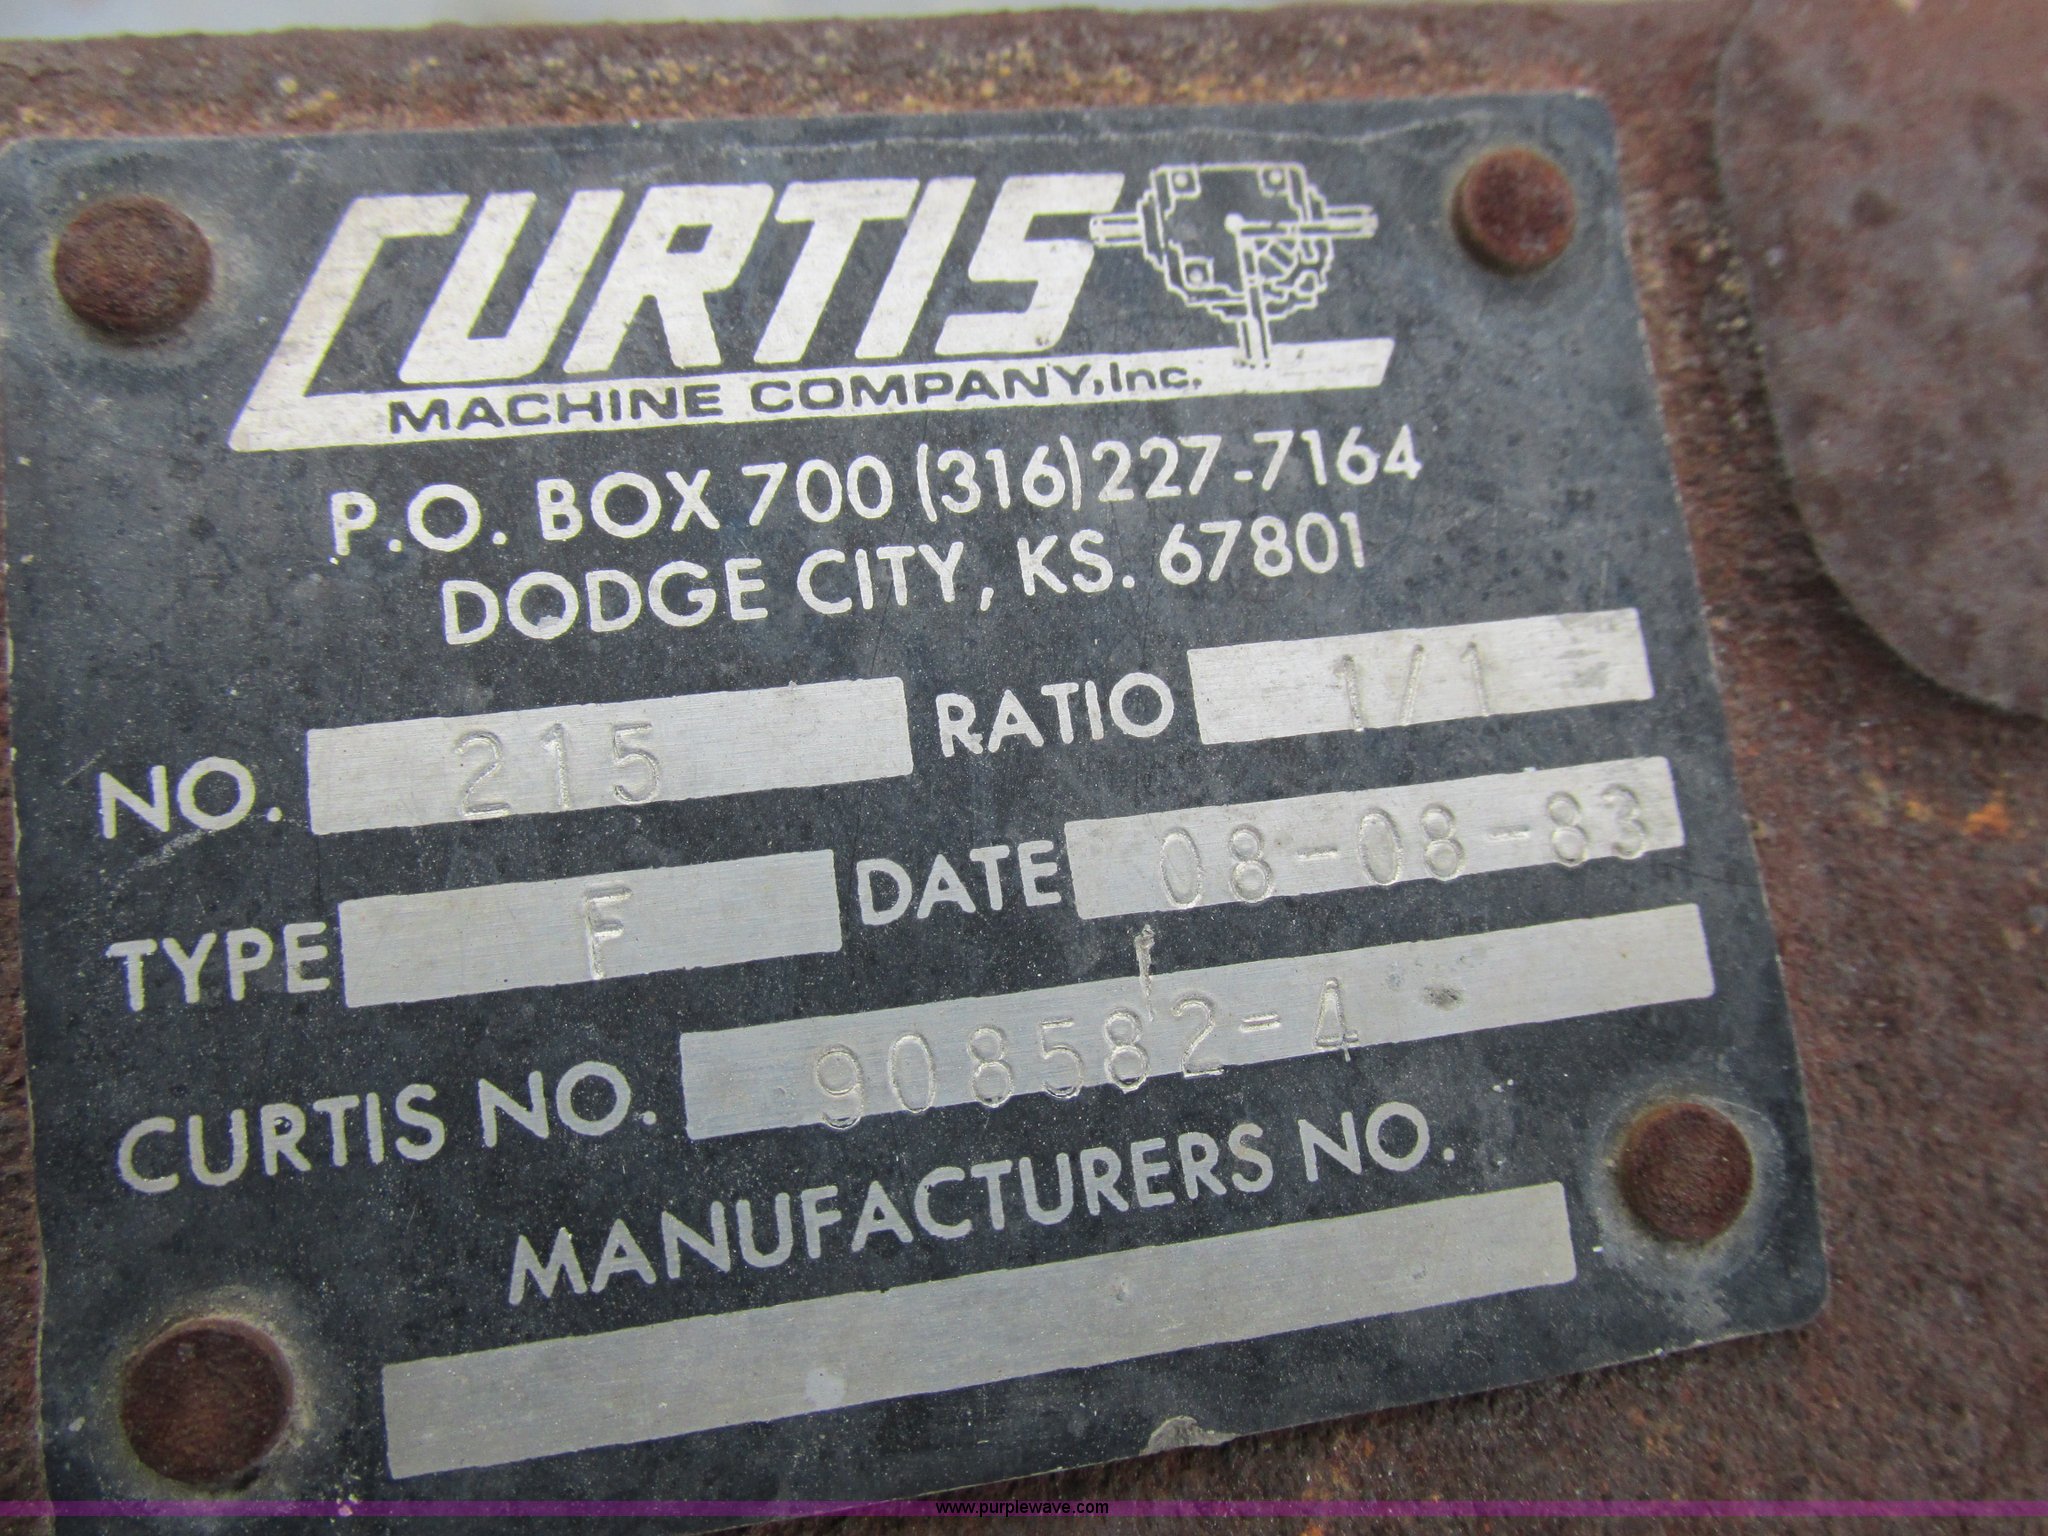 CURTIS
MACHINE COMPANY, Inc.
P.O. BOX 700 (316) 227-7164
DODGE CITY, KS. 67801
NO. 215 RATIO 1/1
TYPE F DATE 08-08-83
CURTIS NO. 908582-4
MANUFACTURERS NO.
www.purplewave.com